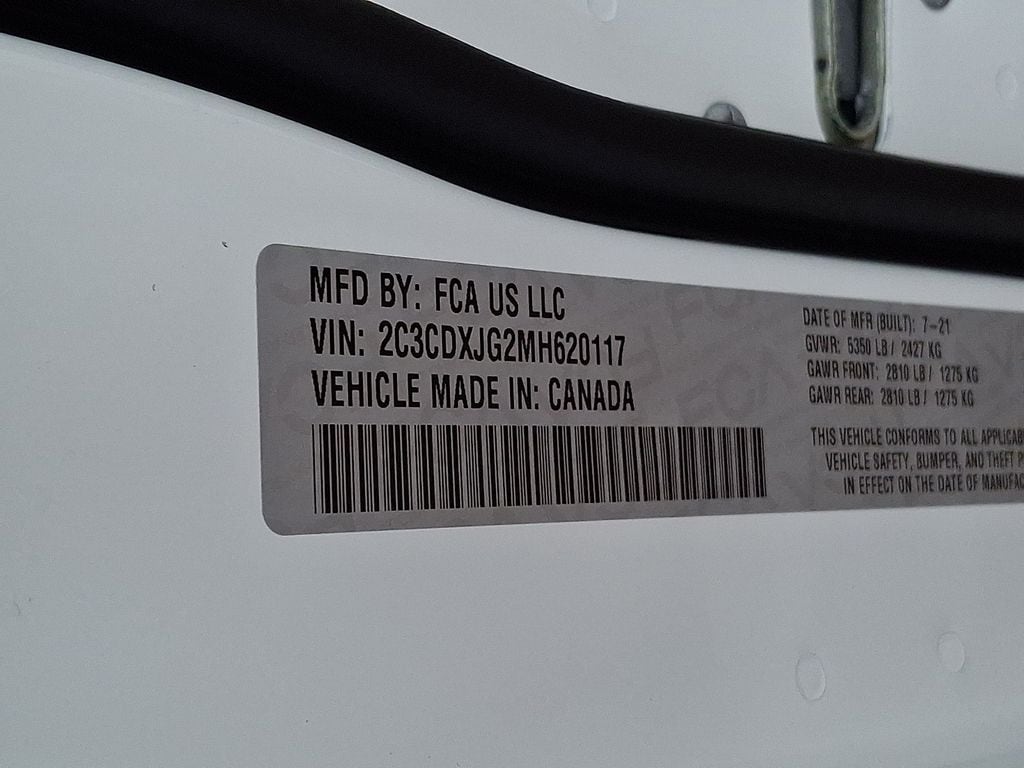 MFD BY: FCA US LLC
VIN: 2C3CDXJG2MH620117
VEHICLE MADE IN: CANADA
DATE OF MFR (BUILT): 7-21
GVWR: 5350 LB / 2427 KG
GAWR FRONT: 2810 LB / 1275 KG
GAWR REAR: 2810 LB / 1275 KG
THIS VEHICLE CONFORMS TO ALL APPLICAB
VEHICLE SAFETY, BUMPER, AND THEFT P
IN EFFECT ON THE DATE OF MANUFAC